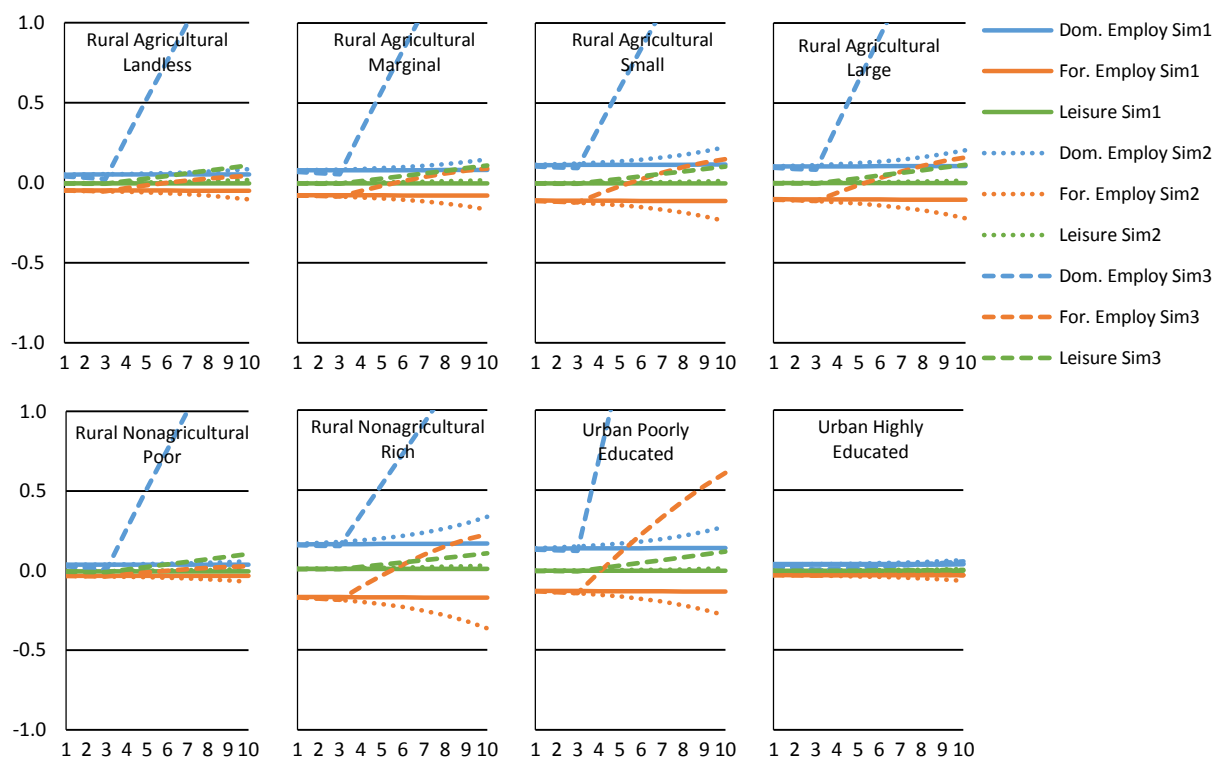 1.0
0.5
0.0
-0.5
-1.0
Rural Agricultural
Landless
Rural Agricultural
Marginal
Rural Agricultural
Small
Rural Agricultural
Large
1 2 3 4 5 6 7 8 9 10
1 2 3 4 5 6 7 8 9 10
1 2 3 4 5 6 7 8 9 10
1 2 3 4 5 6 7 8 9 10
Dom. Employ Sim1
For. Employ Sim1
Leisure Sim1
Dom. Employ Sim2
For. Employ Sim2
Leisure Sim2
Dom. Employ Sim3
For. Employ Sim3
Leisure Sim3
1.0
0.5
0.0
-0.5
-1.0
Rural Nonagricultural
Poor
Rural Nonagricultural
Rich
Urban Poorly
Educated
Urban Highly
Educated
1 2 3 4 5 6 7 8 9 10
1 2 3 4 5 6 7 8 9 10
1 2 3 4 5 6 7 8 9 10
1 2 3 4 5 6 7 8 9 10